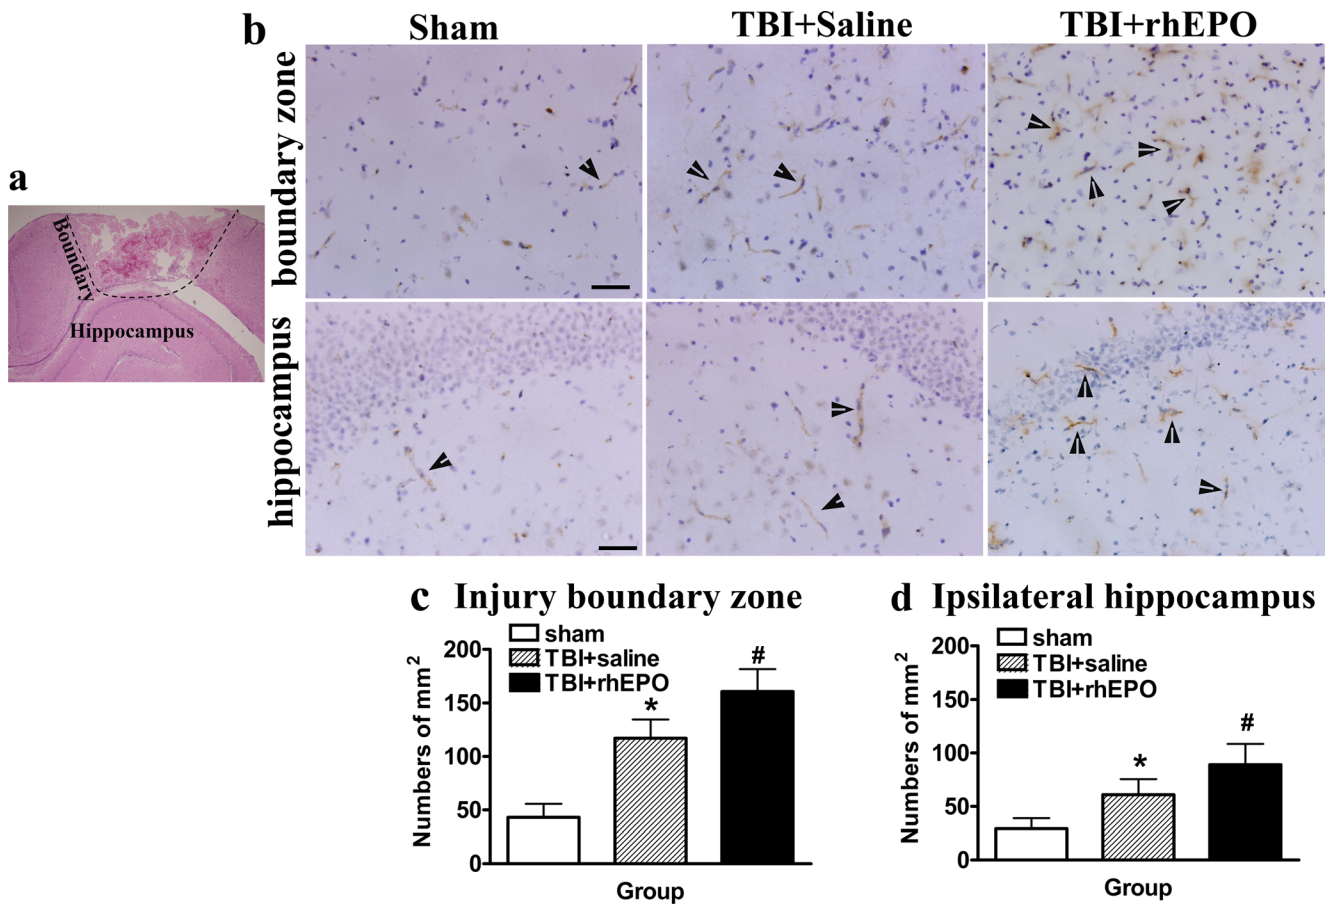 b
Sham
TBI+Saline
TBI+rhEPO
boundary zone
a
Boundary
Hippocampus
hippocampus
c Injury boundary zone
sham
TBI+saline
TBI+rhEPO
Numbers of mm²
200
150
100
50
0
*
#
Group
d Ipsilateral hippocampus
sham
TBI+saline
TBI+rhEPO
Numbers of mm²
200
150
100
50
0
*
#
Group